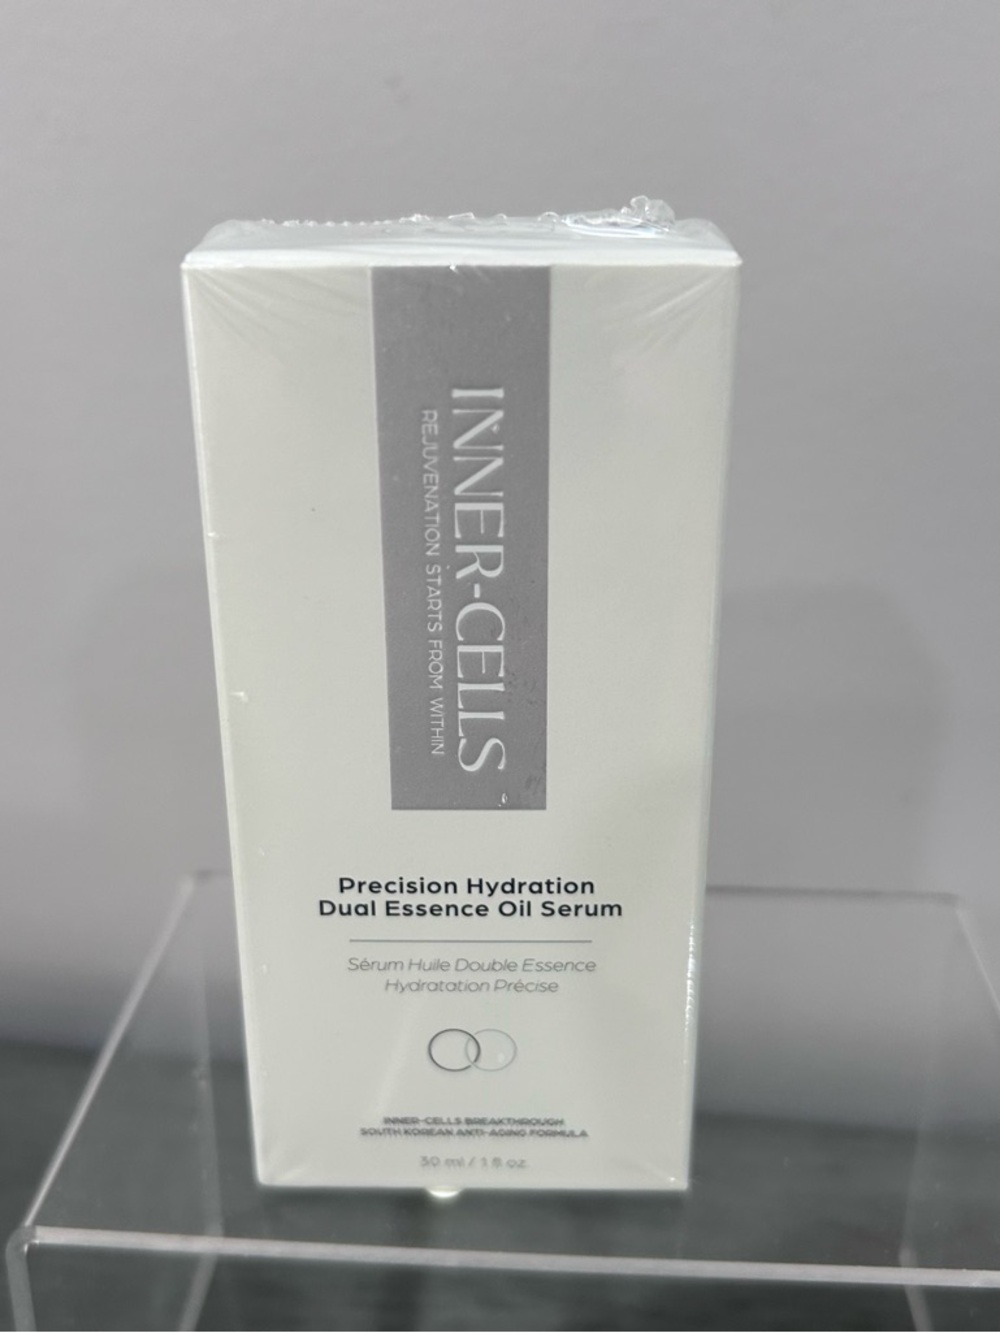 INNER-CELLS
REJUVENATION STARTS FROM WITHIN
Precision Hydration
Dual Essence Oil Serum
Sérum Huile Double Essence
Hydratation Précise
INNER-CELLS BREAKTHROUGH
SOUTH KOREAN ANTI-AGING FORMULA
30 ml / 1 fl oz